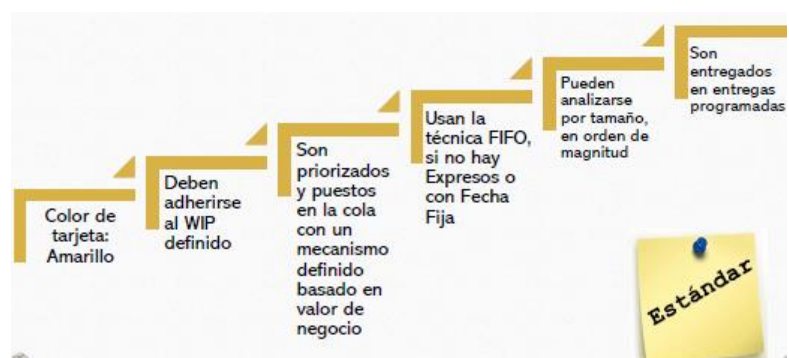 Color de
tarjeta:
Amarillo
Deben
adherirse
al WIP
definido
Son
priorizados
y puestos
en la cola
con un
mecanismo
definido
basado en
valor de
negocio
Usan la
técnica FIFO,
si no hay
Expresos o
con Fecha
Fija
Pueden
analizarse
por tamaño,
en orden de
magnitud
Son
entregados
en entregas
programadas
Estándar